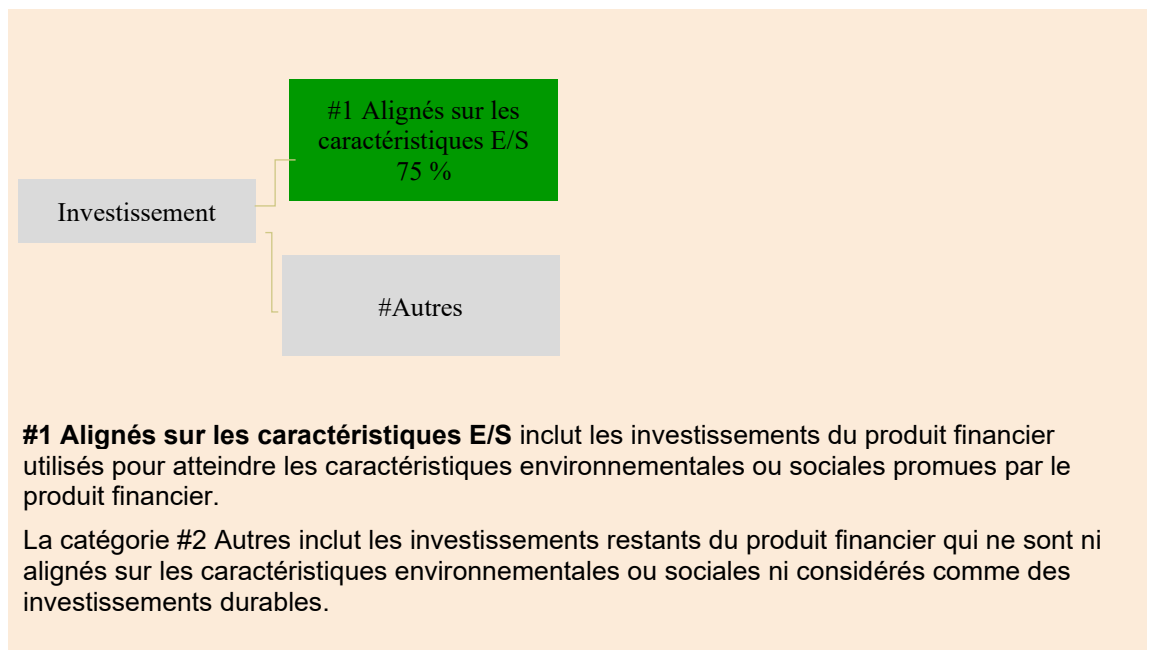 #1 Alignés sur les
caractéristiques E/S
75 %
Investissement
#Autres
#1 Alignés sur les caractéristiques E/S inclut les investissements du produit financier
utilisés pour atteindre les caractéristiques environnementales ou sociales promues par le
produit financier.
La catégorie #2 Autres inclut les investissements restants du produit financier qui ne sont ni
alignés sur les caractéristiques environnementales ou sociales ni considérés comme des
investissements durables.